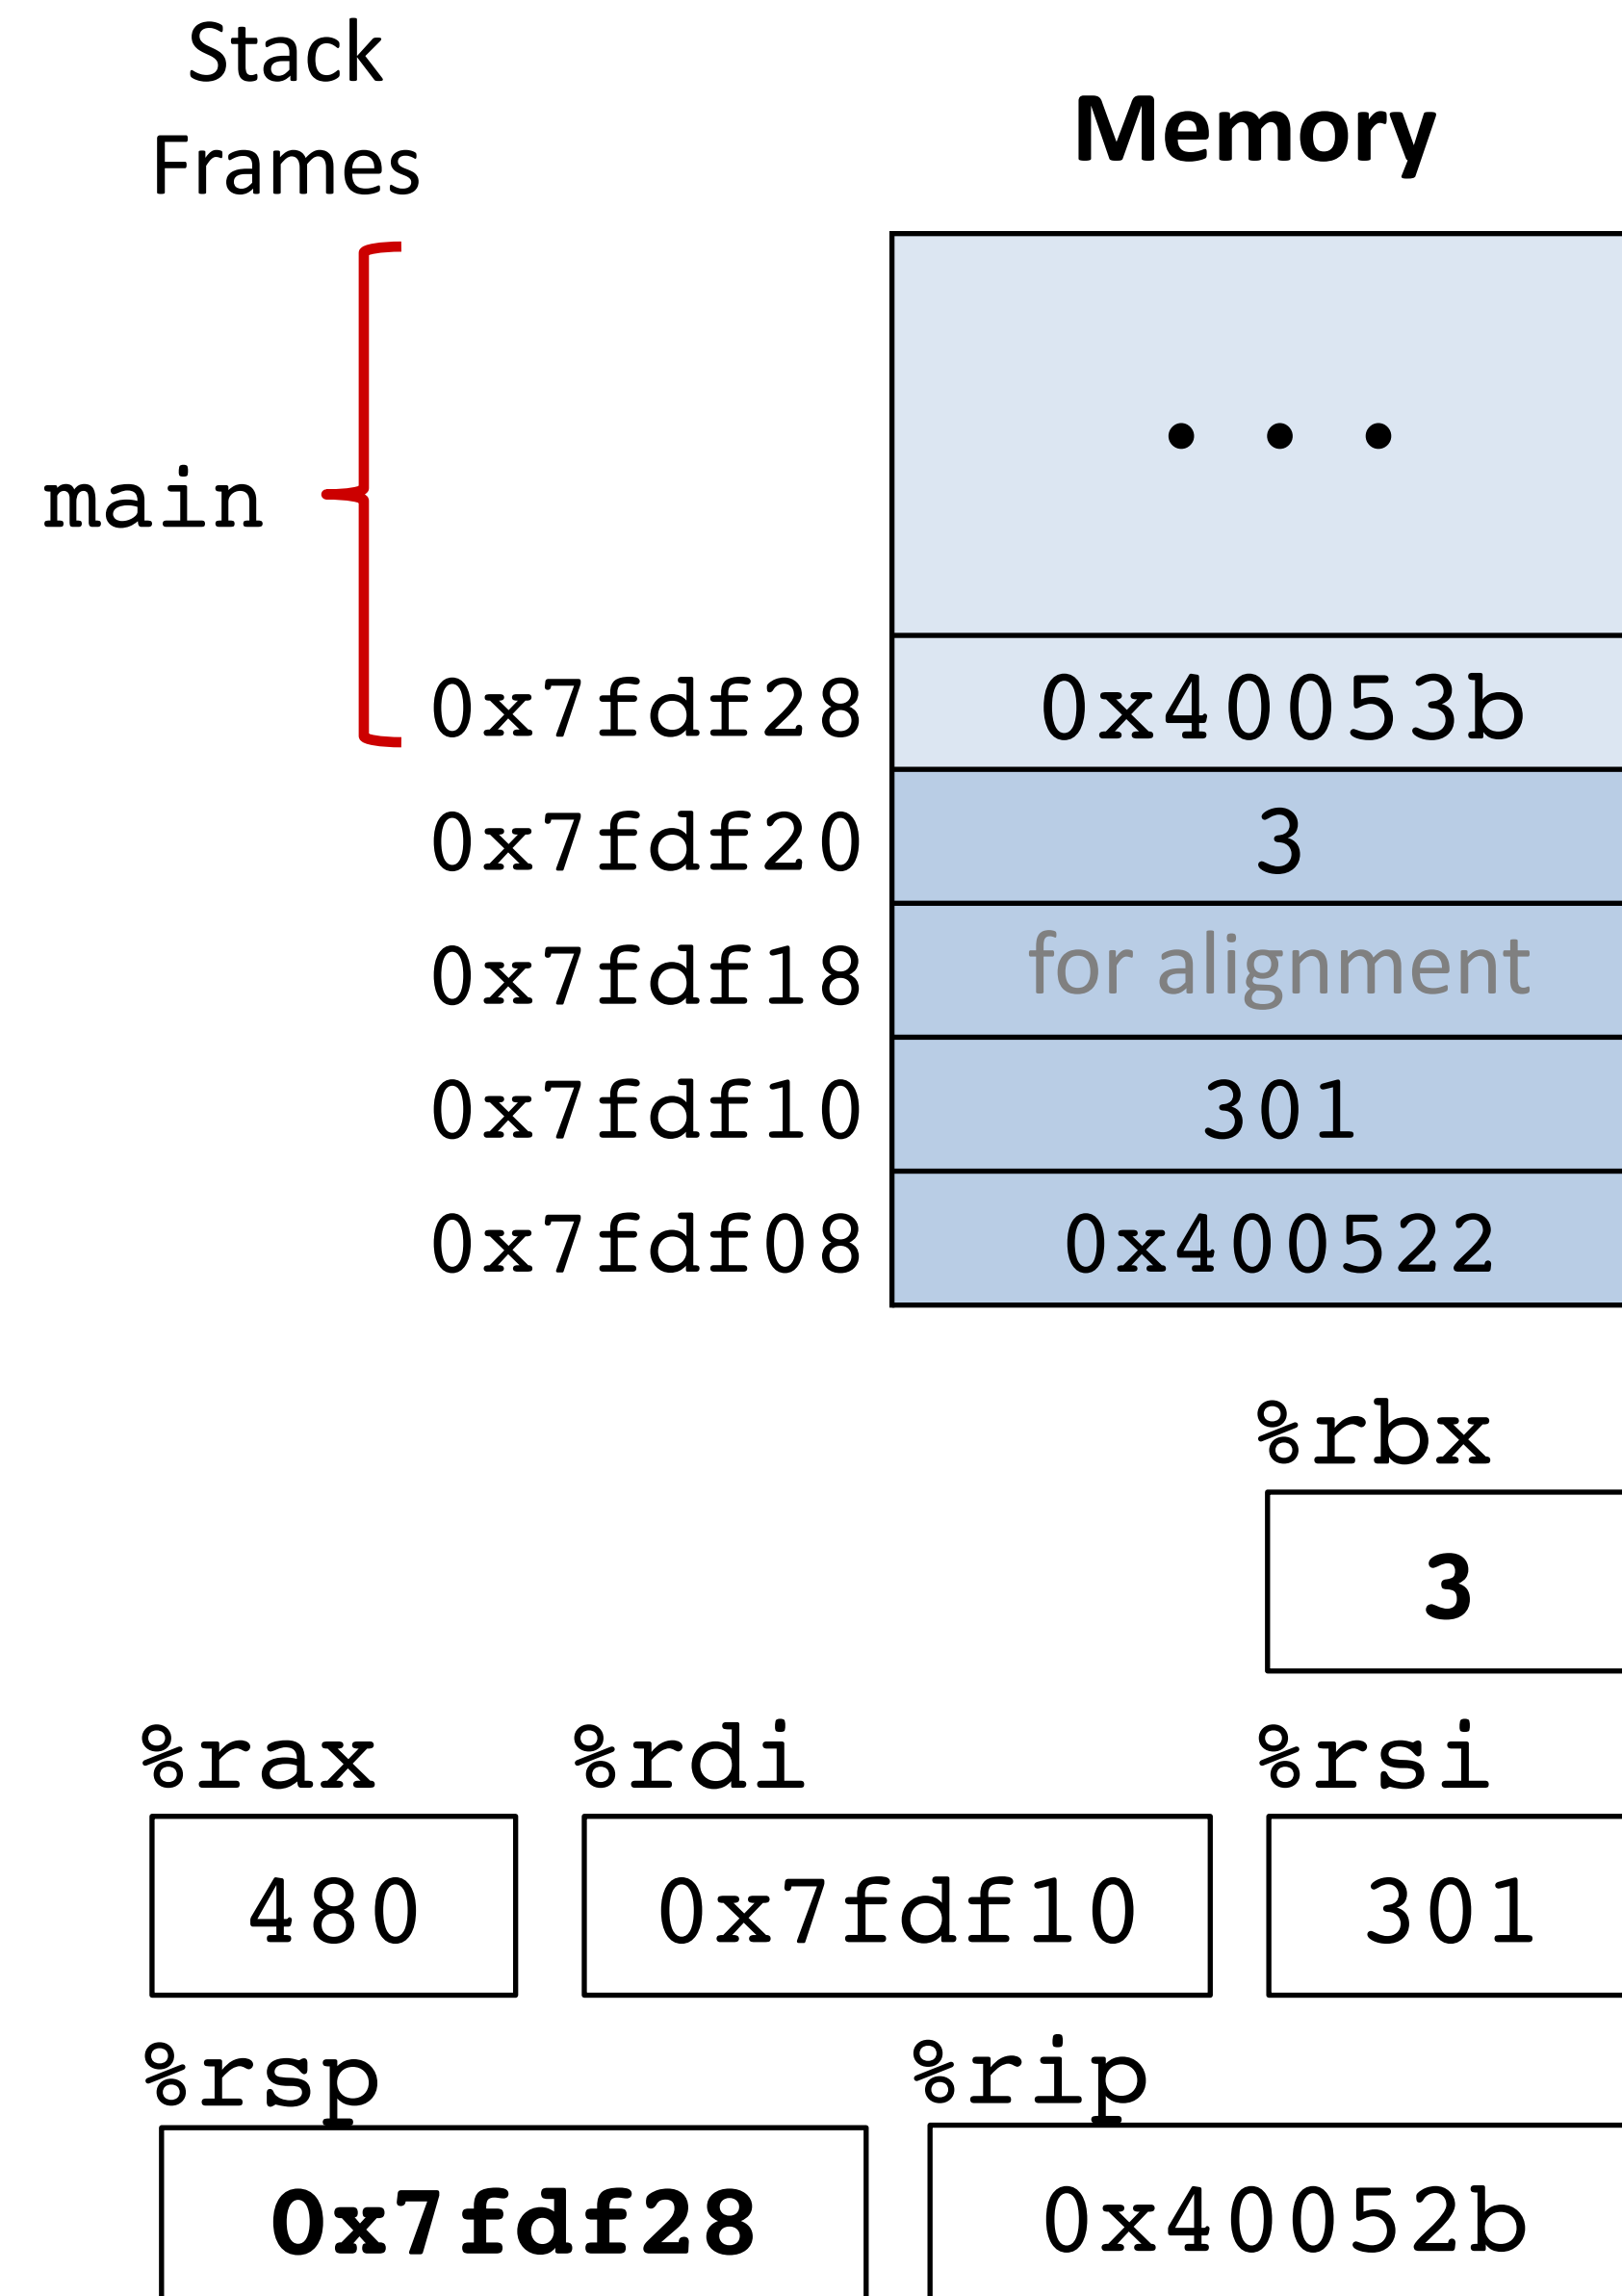 Stack
Frames
Memory
main
• • •
0x7fdf28 0x40053b
0x7fdf20 3
0x7fdf18 for alignment
0x7fdf10 301
0x7fdf08 0x400522
%rbx
3
%rax %rdi %rsi
480 0x7fdf10 301
%rsp %rip
0x7fdf28 0x40052b